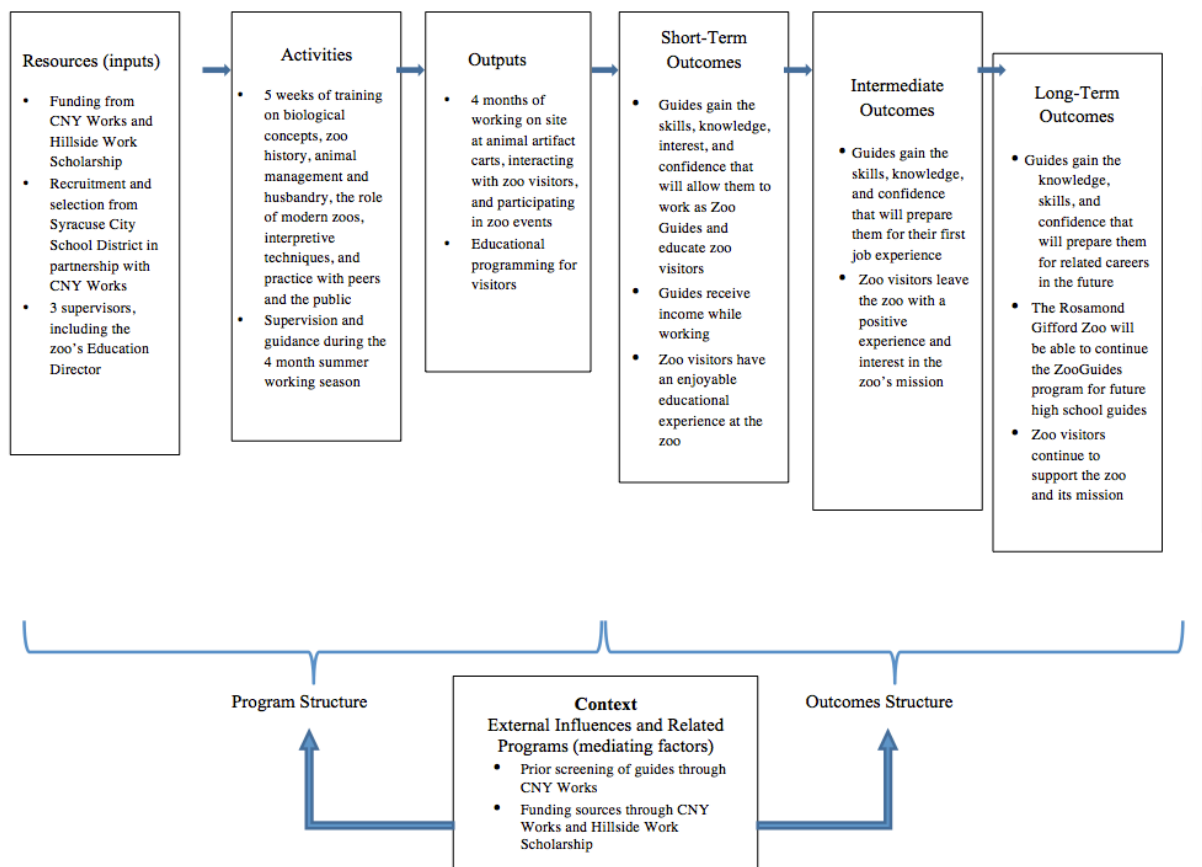 Resources (inputs)
• Funding from
CNY Works and
Hillside Work
Scholarship
• Recruitment and
selection from
Syracuse City
School District in
partnership with
CNY Works
• 3 supervisors,
including the
zoo's Education
Director
Activities
• 5 weeks of training
on biological
concepts, zoo
history, animal
management and
husbandry, the role
of modern zoos,
interpretive
techniques, and
practice with peers
and the public
• Supervision and
guidance during the
4 month summer
working season
Outputs
• 4 months of
working on site
at animal artifact
carts, interacting
with zoo visitors,
and participating
in zoo events
• Educational
programming for
visitors
Short-Term
Outcomes
• Guides gain the
skills, knowledge,
interest, and
confidence that
will allow them to
work as Zoo
Guides and
educate zoo
visitors
• Guides receive
income while
working
• Zoo visitors have
an enjoyable
educational
experience at the
zoo
Intermediate
Outcomes
• Guides gain the
skills, knowledge,
and confidence
that will prepare
them for their first
job experience
• Zoo visitors leave
the zoo with a
positive
experience and
interest in the
zoo's mission
Long-Term
Outcomes
• Guides gain the
knowledge,
skills, and
confidence that
will prepare them
for related careers
in the future
• The Rosamond
Gifford Zoo will
be able to continue
the ZooGuides
program for future
high school guides
• Zoo visitors
continue to
support the zoo
and its mission
Program Structure
Outcomes Structure
Context
External Influences and Related
Programs (mediating factors)
• Prior screening of guides through
CNY Works
• Funding sources through CNY
Works and Hillside Work
Scholarship